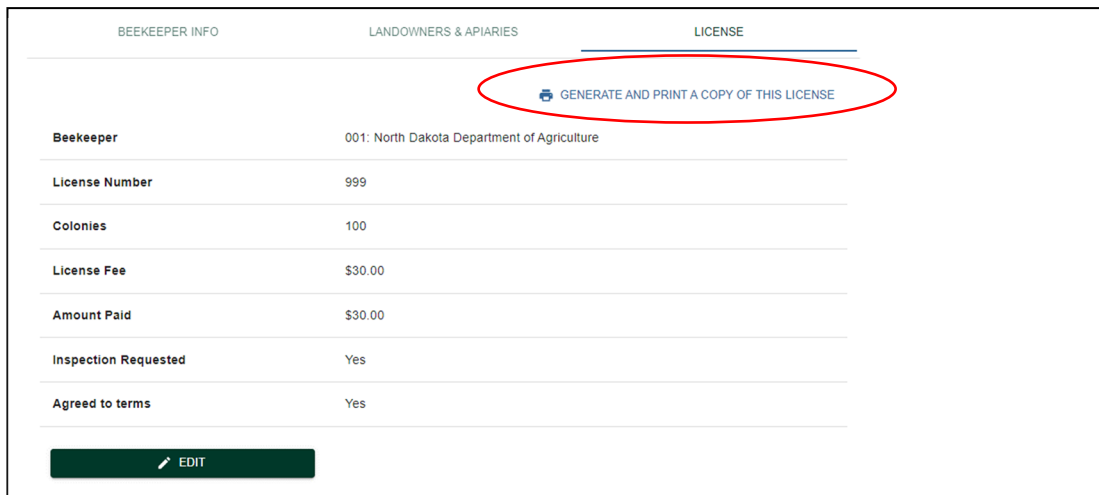 BEEKEEPER INFO LANDOWNERS & APIARIES LICENSE
GENERATE AND PRINT A COPY OF THIS LICENSE
Beekeeper 001: North Dakota Department of Agriculture
License Number 999
Colonies 100
License Fee $30.00
Amount Paid $30.00
Inspection Requested Yes
Agreed to terms Yes
EDIT